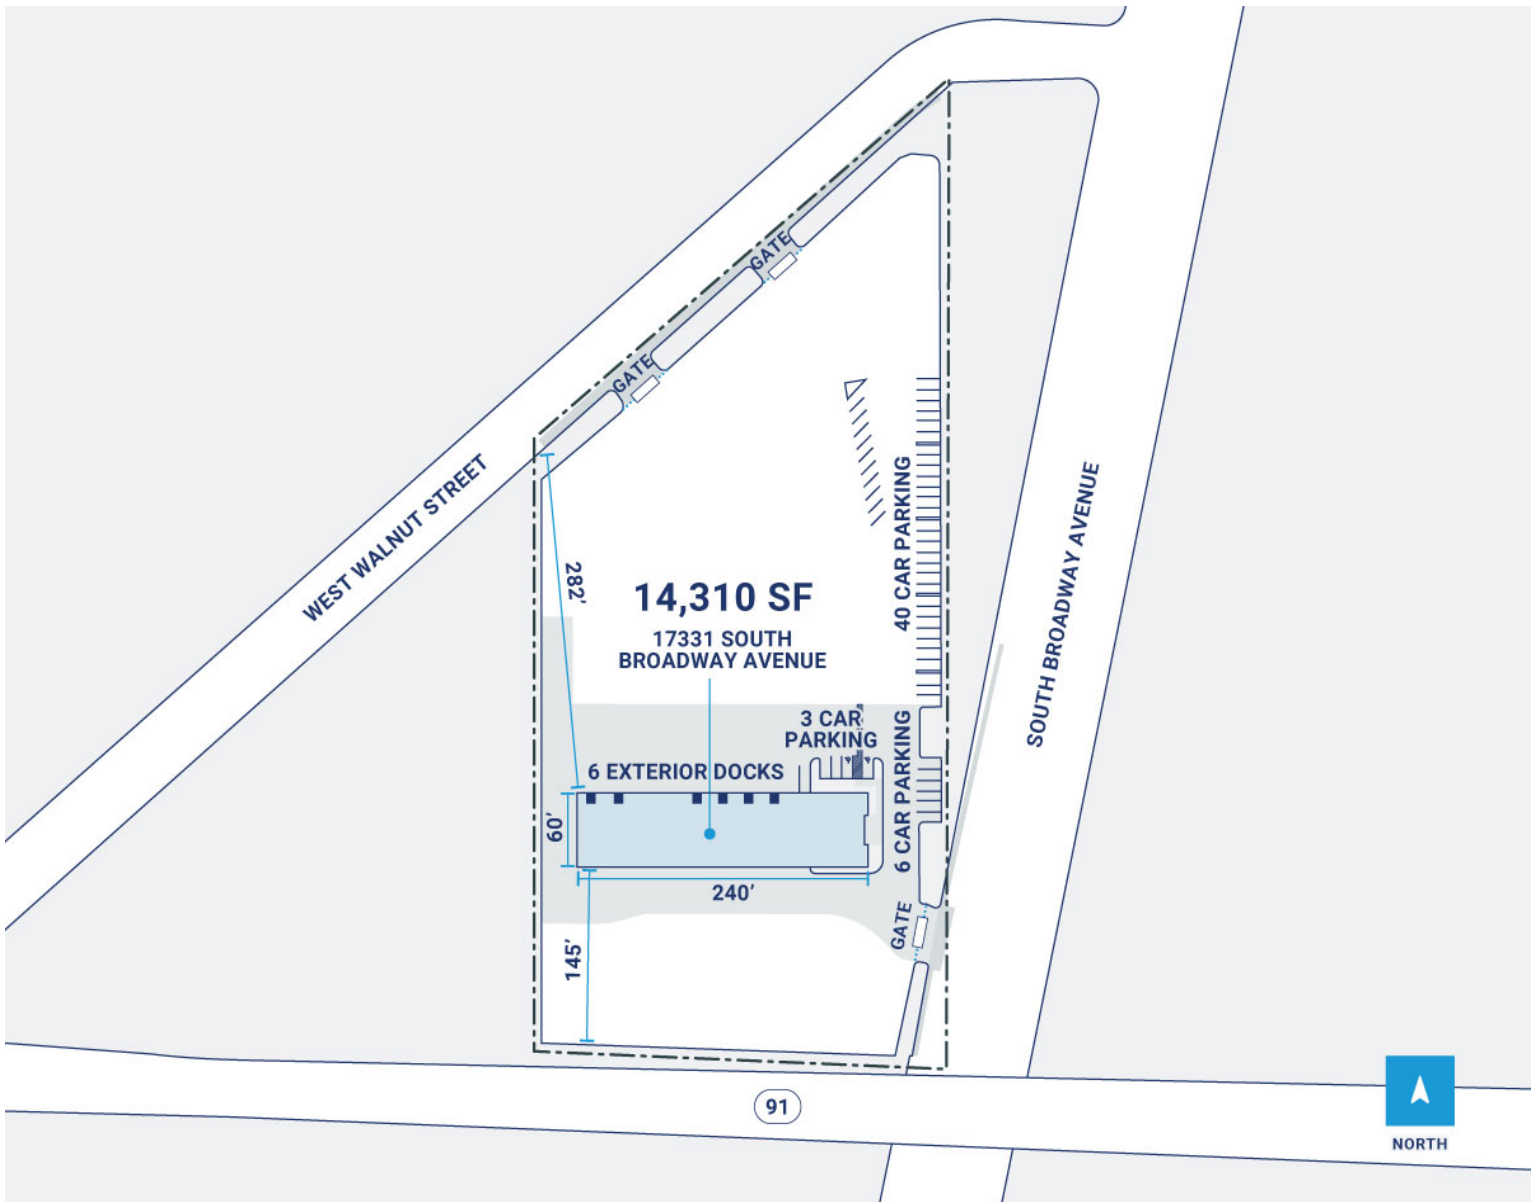 GATE
GATE
WEST WALNUT STREET
282’
14,310 SF
17331 SOUTH
BROADWAY AVENUE
40 CAR PARKING
SOUTH BROADWAY AVENUE
3 CAR
PARKING
6 CAR PARKING
6 EXTERIOR DOCKS
60’
240’
GATE
145’
91
NORTH